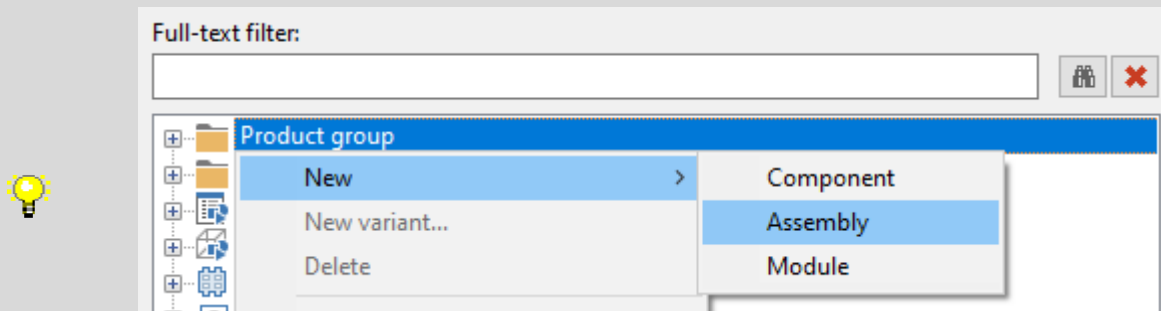 Full-text filter:
Product group
New
Component
New variant...
Assembly
Delete
Module